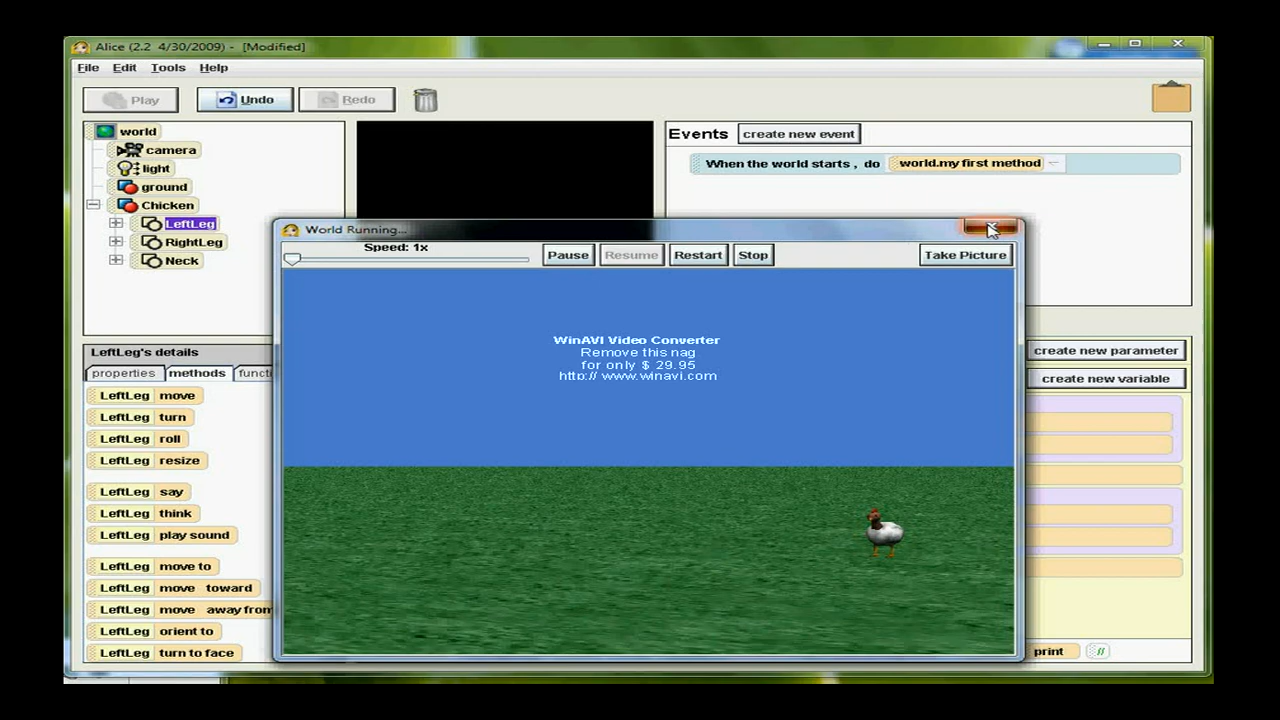 Alice (2.2 4/30/2009) - [Modified]
File Edit Tools Help
Play Undo Redo
world
camera
light
ground
Chicken
LeftLeg
RightLeg
Neck
Events create new event
When the world starts , do world.my first method
World Running...
Speed: 1x
Pause Resume Restart Stop Take Picture
WinAVI Video Converter
Remove this nag
for only $ 29.95
http:// www.winavi.com
LeftLeg's details
properties methods funct
LeftLeg move
LeftLeg turn
LeftLeg roll
LeftLeg resize
LeftLeg say
LeftLeg think
LeftLeg play sound
LeftLeg move to
LeftLeg move toward
LeftLeg move away from
LeftLeg orient to
LeftLeg turn to face
create new parameter
create new variable
print //